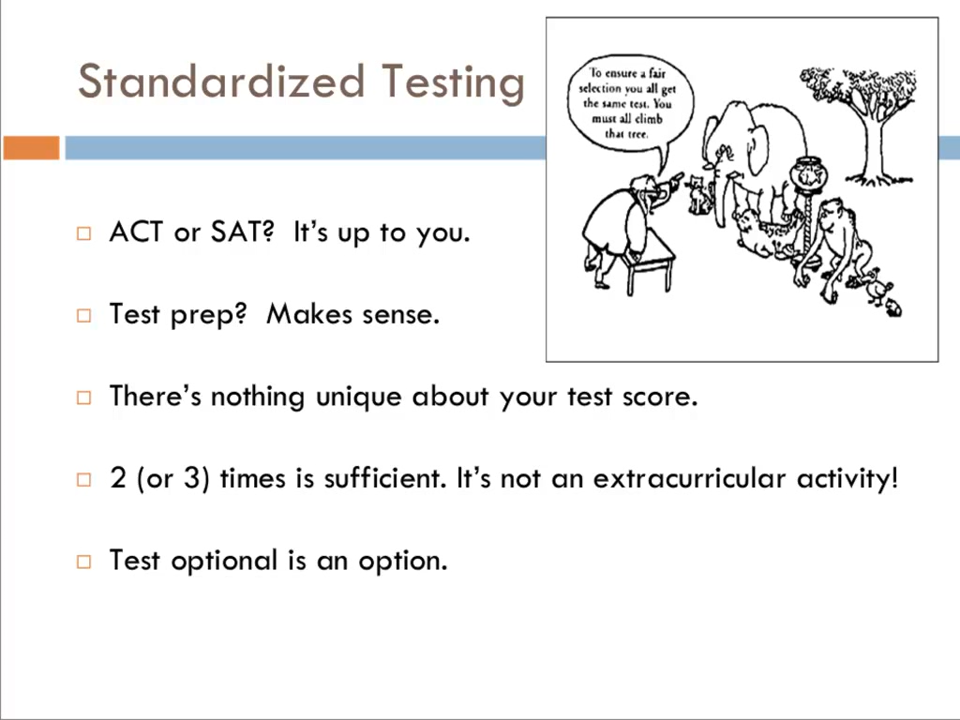 Standardized Testing
To ensure a fair
selection you all get
the same test. You
must all climb
that tree.
ACT or SAT?  It’s up to you.
Test prep?  Makes sense.
There’s nothing unique about your test score.
2 (or 3) times is sufficient. It’s not an extracurricular activity!
Test optional is an option.